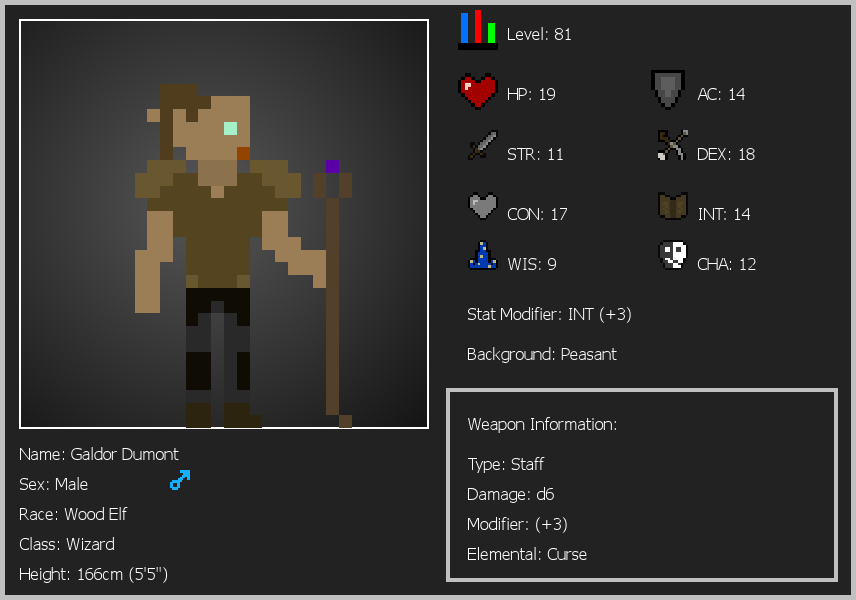 Level: 81
HP: 19
AC: 14
STR: 11
DEX: 18
CON: 17
INT: 14
WIS: 9
CHA: 12
Stat Modifier: INT (+3)
Background: Peasant
Weapon Information:
Type: Staff
Damage: d6
Modifier: (+3)
Elemental: Curse
Name: Galdor Dumont
Sex: Male
Race: Wood Elf
Class: Wizard
Height: 166cm (5'5")